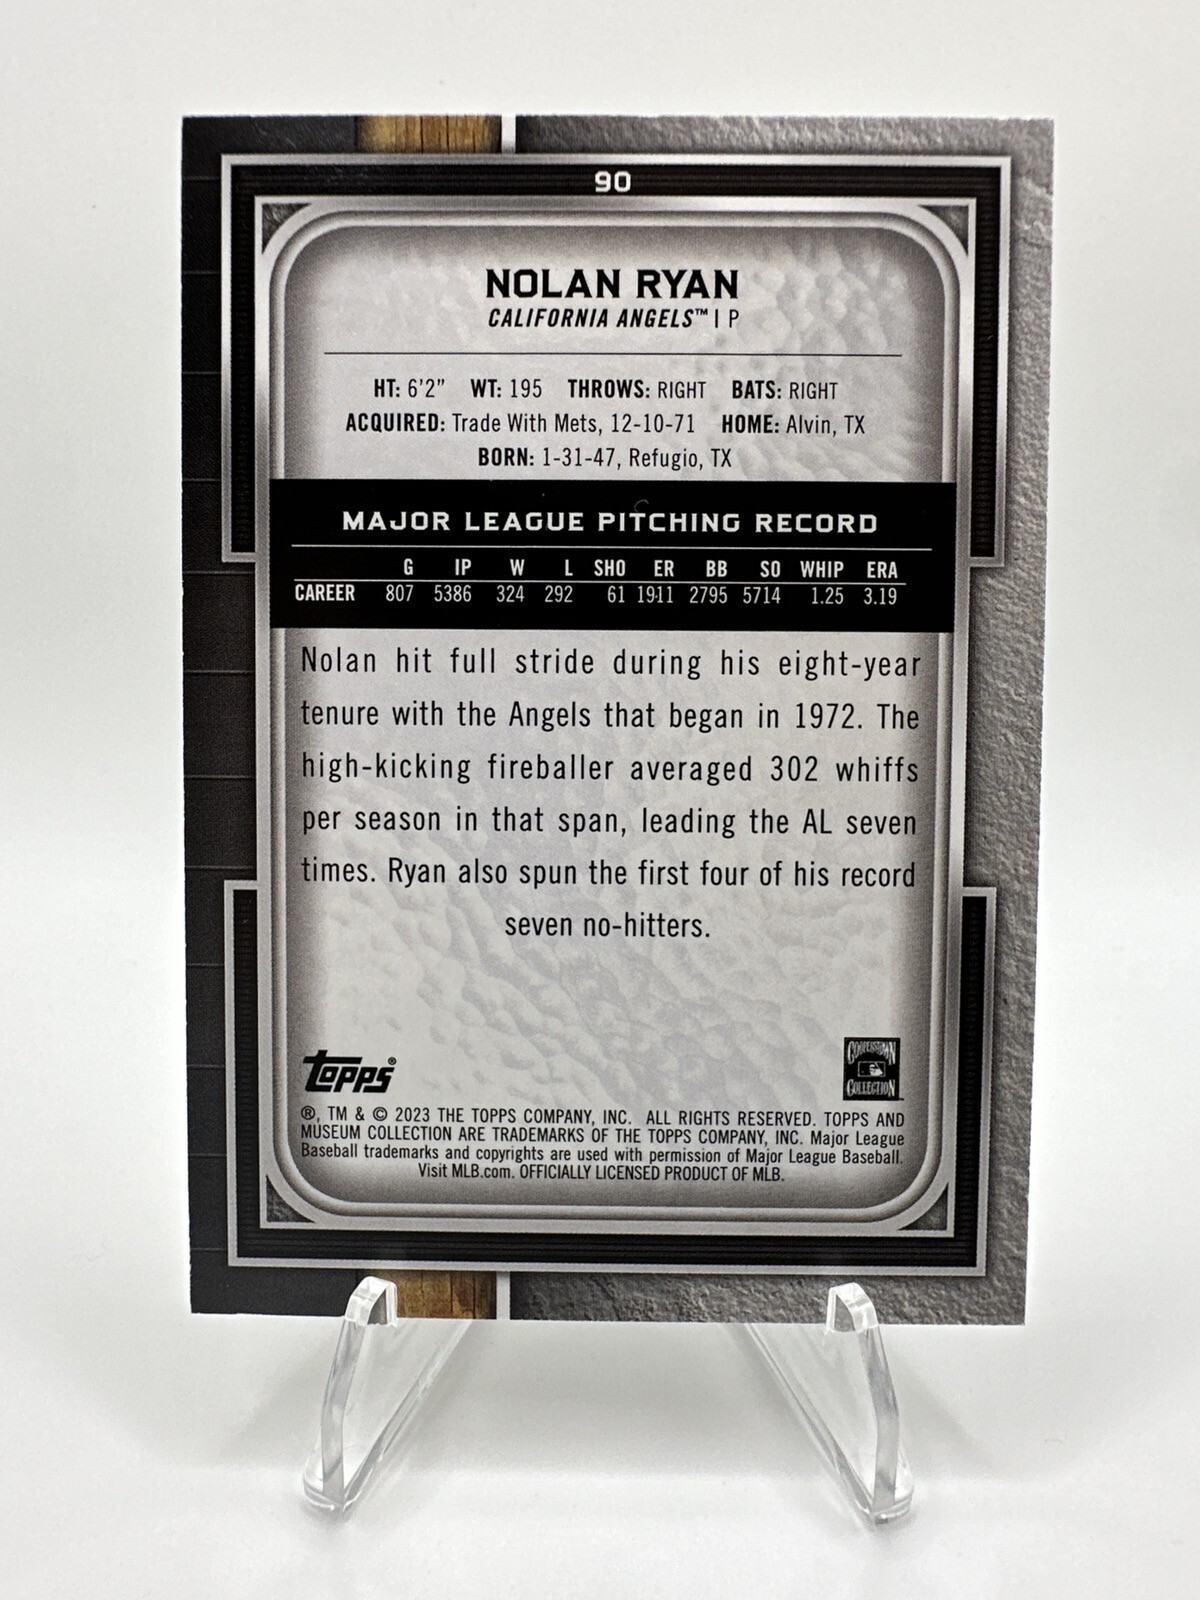 90
NOLAN RYAN
CALIFORNIA ANGELS™ | P
HT: 6'2" WT: 195 THROWS: RIGHT BATS: RIGHT
ACQUIRED: Trade With Mets, 12-10-71 HOME: Alvin, TX
BORN: 1-31-47, Refugio, TX
MAJOR LEAGUE PITCHING RECORD
G IP W L SHO ER BB SO WHIP ERA
CAREER 807 5386 324 292 61 1911 2795 5714 1.25 3.19
Nolan hit full stride during his eight-year
tenure with the Angels that began in 1972. The
high-kicking fireballer averaged 302 whiffs
per season in that span, leading the AL seven
times. Ryan also spun the first four of his record
seven no-hitters.
Topps®
COOPERSTOWN
COLLECTION
®, TM & © 2023 THE TOPPS COMPANY, INC. ALL RIGHTS RESERVED. TOPPS AND
MUSEUM COLLECTION ARE TRADEMARKS OF THE TOPPS COMPANY, INC. Major League
Baseball trademarks and copyrights are used with permission of Major League Baseball.
Visit MLB.com. OFFICIALLY LICENSED PRODUCT OF MLB.